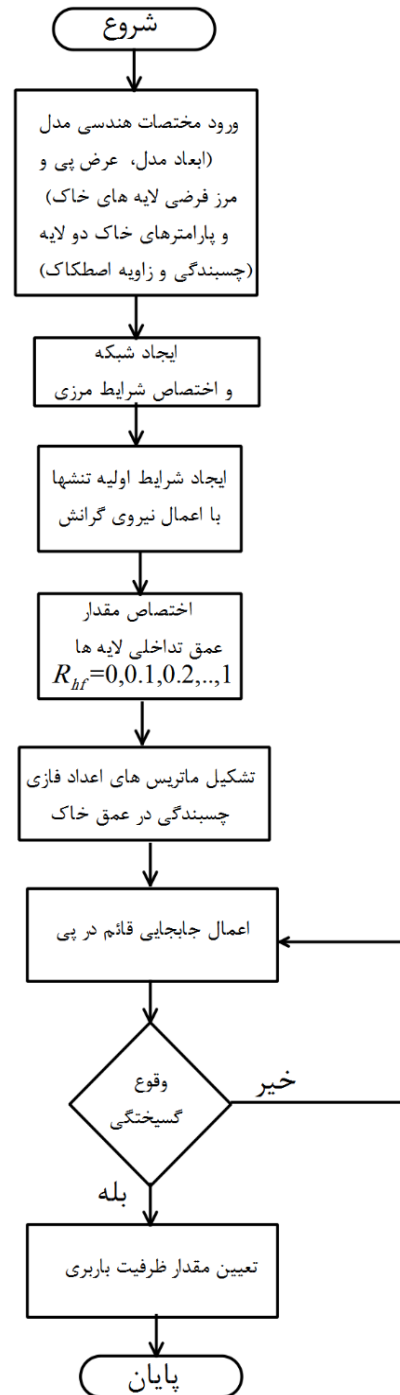 شروع
ورود مختصات هندسی مدل
(ابعاد مدل، عرض پی و
مرز فرضی لایه های خاک)
و پارامترهای خاک دو لایه
(چسبندگی و زاویه اصطکاک)
ایجاد شبکه
و اختصاص شرایط مرزی
ایجاد شرایط اولیه تنشها
با اعمال نیروی گرانش
اختصاص مقدار
عمق تداخلی لایه ها
R_hf=0,0.1,0.2,..,1
تشکیل ماتریس های اعداد فازی
چسبندگی در عمق خاک
اعمال جابجایی قائم در پی
وقوع
گسیختگی
خیر
بله
تعیین مقدار ظرفیت باربری
پایان